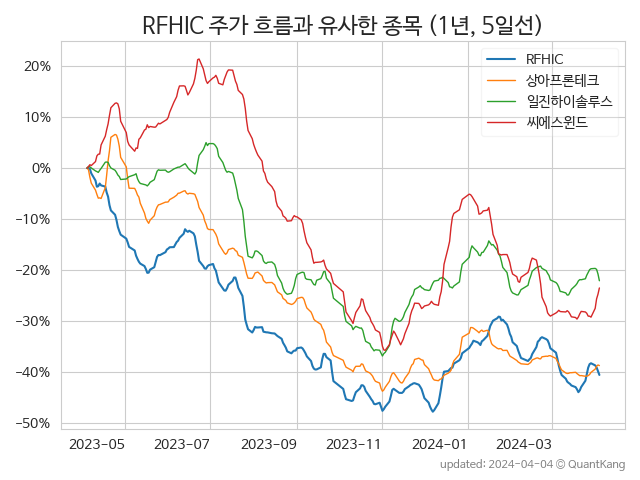 RFHIC 주가 흐름과 유사한 종목 (1년, 5일선)
RFHIC
상아프론테크
일진하이솔루스
씨에스윈드
20%
10%
0%
−10%
−20%
−30%
−40%
−50%
2023-05
2023-07
2023-09
2023-11
2024-01
2024-03
updated: 2024-04-04 © QuantKang